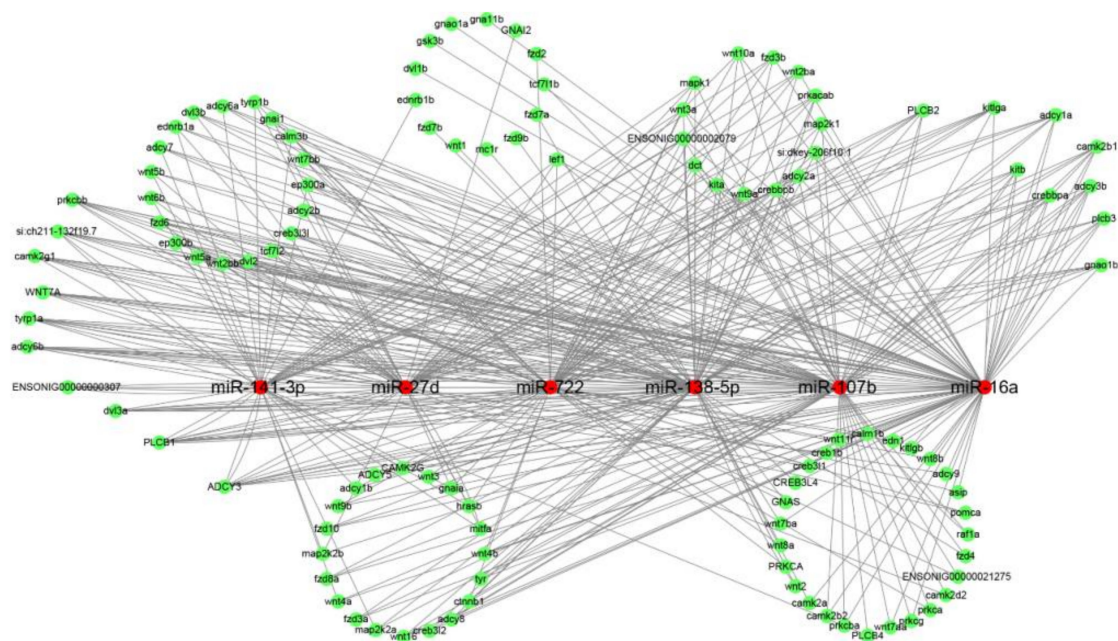 gnao1a
gna11b
GNAI2
gsk3b
fzd2
dvl1b
tcf7l1b
ednrb1b
fzd7a
fzd7b
fzd9b
wnt1
mc1r
lef1
wnt10a
fzd3b
wnt2ba
mapk1
prkacab
wnt3a
map2k1
ENSONIG00000002079
si:dkey-206f10.1
dct
adcy2a
kita
crebbpb
wnt9a
PLCB2
kitlga
adcy1a
camk2b1
kitb
adcy3b
crebbpa
plcb3
gnao1b
tyrp1b
adcy6a
dvl3b
gnai1
ednrb1a
calm3b
adcy7
wnt7bb
wnt5b
ep300a
wnt6b
adcy2b
prkcbb
fzd6
creb3l3l
si:ch211-132f19.7
ep300b
tcf7l2
camk2g1
wnt5a
wnt2bb
dvl2
WNT7A
tyrp1a
adcy6b
ENSONIG00000000307
miR-141-3p
miR-27d
miR-722
miR-138-5p
miR-107b
miR-16a
dvl3a
PLCB1
ADCY3
CAMK2G
ADCY5
wnt3
adcy1b
gnaia
wnt9b
hrasb
fzd10
mitfa
map2k2b
wnt4b
fzd8a
tyr
wnt4a
ctnnb1
fzd3a
adcy8
map2k2a
creb3l2
wnt16
calm1b
wnt11r
edn1
creb1b
kitlgb
creb3l1
wnt8b
CREB3L4
adcy9
GNAS
asip
wnt7ba
pomca
wnt8a
raf1a
PRKCA
fzd4
wnt2
ENSONIG00000021275
camk2a
camk2d2
camk2b2
prkca
prkcba
prkcg
PLCB4
wnt7aa